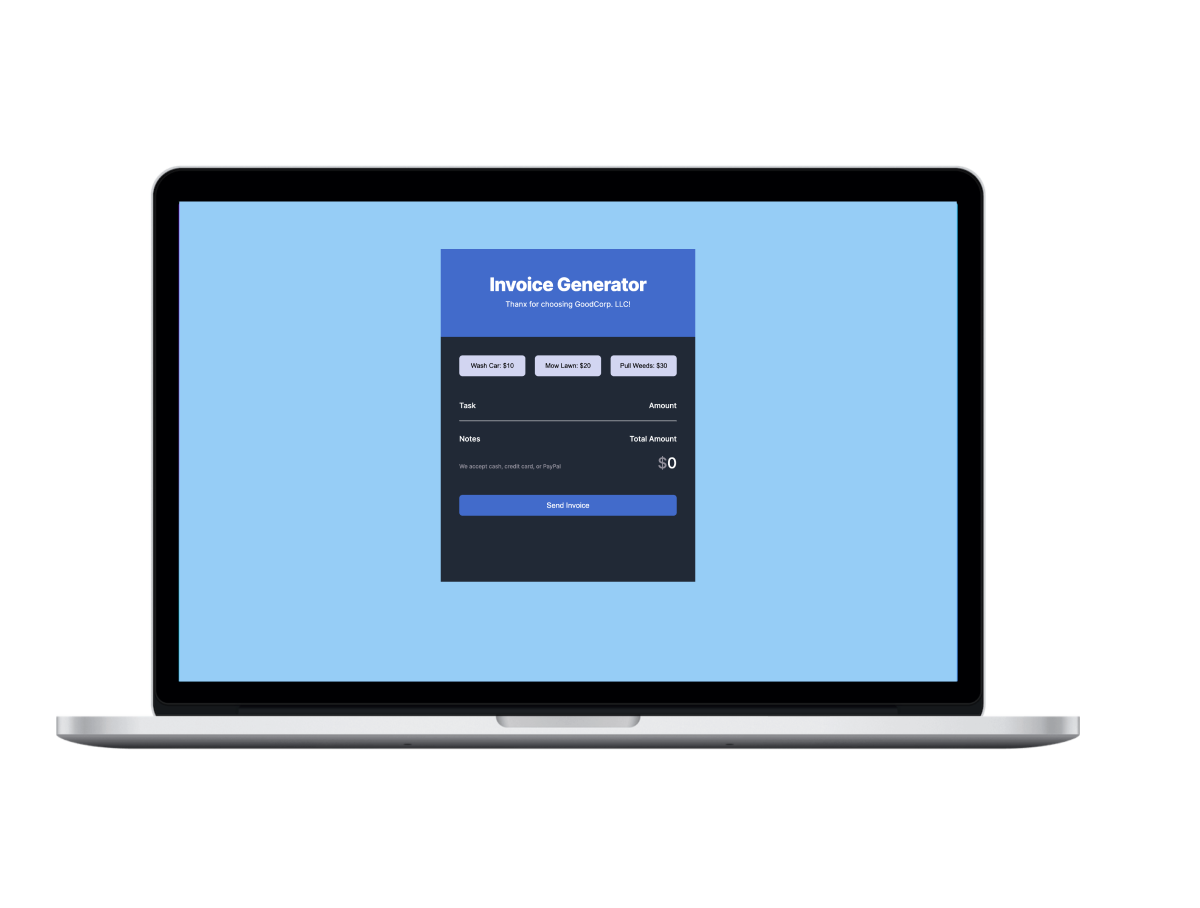 Invoice Generator
Thanx for choosing GoodCorp. LLC!
Wash Car: $10 Mow Lawn: $20 Pull Weeds: $30
Task Amount
Notes Total Amount
We accept cash, credit card, or PayPal $0
Send Invoice